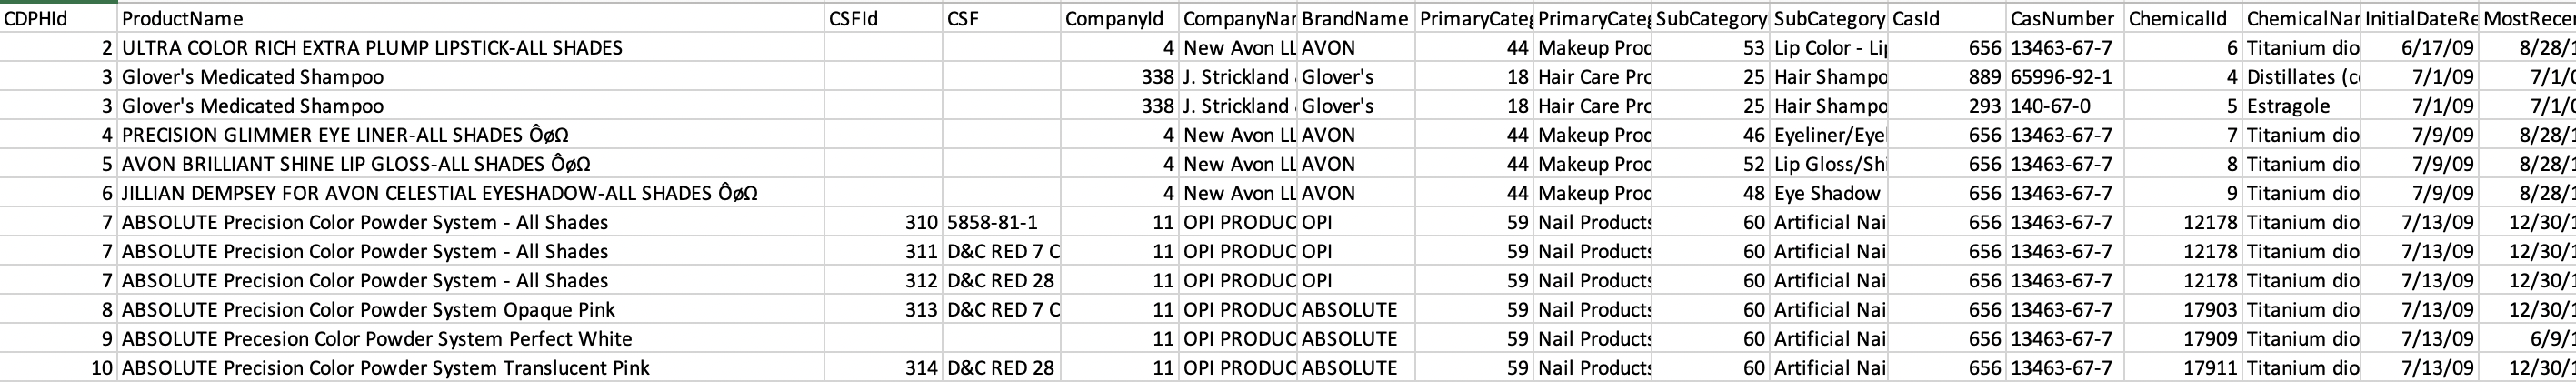 CDPHId ProductName CSFId CSF CompanyId CompanyNar BrandName PrimaryCateg PrimaryCateg SubCategory SubCategory CasId CasNumber ChemicalId ChemicalNar InitialDateRe MostRecen
2 ULTRA COLOR RICH EXTRA PLUMP LIPSTICK-ALL SHADES 4 New Avon LL AVON 44 Makeup Proc 53 Lip Color - Lip 656 13463-67-7 6 Titanium dio 6/17/09 8/28/1
3 Glover's Medicated Shampoo 338 J. Strickland Glover's 18 Hair Care Prc 25 Hair Shampo 889 65996-92-1 4 Distillates (co 7/1/09 7/1/0
3 Glover's Medicated Shampoo 338 J. Strickland Glover's 18 Hair Care Prc 25 Hair Shampo 293 140-67-0 5 Estragole 7/1/09 7/1/0
4 PRECISION GLIMMER EYE LINER-ALL SHADES ÔøΩ 4 New Avon LL AVON 44 Makeup Proc 46 Eyeliner/Eye 656 13463-67-7 7 Titanium dio 7/9/09 8/28/1
5 AVON BRILLIANT SHINE LIP GLOSS-ALL SHADES ÔøΩ 4 New Avon LL AVON 44 Makeup Proc 52 Lip Gloss/Shi 656 13463-67-7 8 Titanium dio 7/9/09 8/28/1
6 JILLIAN DEMPSEY FOR AVON CELESTIAL EYESHADOW-ALL SHADES ÔøΩ 4 New Avon LL AVON 44 Makeup Proc 48 Eye Shadow 656 13463-67-7 9 Titanium dio 7/9/09 8/28/1
7 ABSOLUTE Precision Color Powder System - All Shades 310 5858-81-1 11 OPI PRODUC OPI 59 Nail Products 60 Artificial Nai 656 13463-67-7 12178 Titanium dio 7/13/09 12/30/1
7 ABSOLUTE Precision Color Powder System - All Shades 311 D&C RED 7 C 11 OPI PRODUC OPI 59 Nail Products 60 Artificial Nai 656 13463-67-7 12178 Titanium dio 7/13/09 12/30/1
7 ABSOLUTE Precision Color Powder System - All Shades 312 D&C RED 28 11 OPI PRODUC OPI 59 Nail Products 60 Artificial Nai 656 13463-67-7 12178 Titanium dio 7/13/09 12/30/1
8 ABSOLUTE Precision Color Powder System Opaque Pink 313 D&C RED 7 C 11 OPI PRODUC ABSOLUTE 59 Nail Products 60 Artificial Nai 656 13463-67-7 17903 Titanium dio 7/13/09 12/30/1
9 ABSOLUTE Precesion Color Powder System Perfect White 11 OPI PRODUC ABSOLUTE 59 Nail Products 60 Artificial Nai 656 13463-67-7 17909 Titanium dio 7/13/09 6/9/1
10 ABSOLUTE Precision Color Powder System Translucent Pink 314 D&C RED 28 11 OPI PRODUC ABSOLUTE 59 Nail Products 60 Artificial Nai 656 13463-67-7 17911 Titanium dio 7/13/09 12/30/1